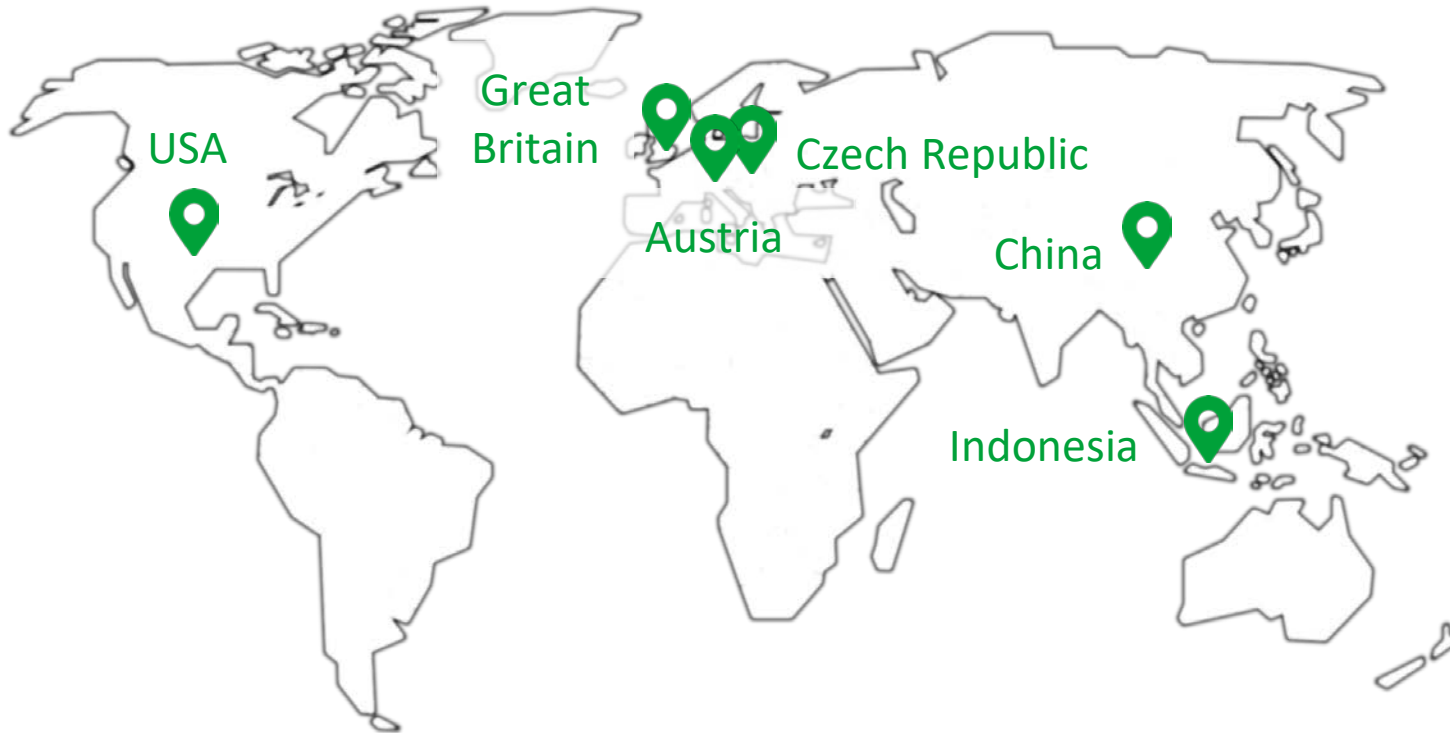 Great
Britain
USA
Czech Republic
Austria
China
Indonesia